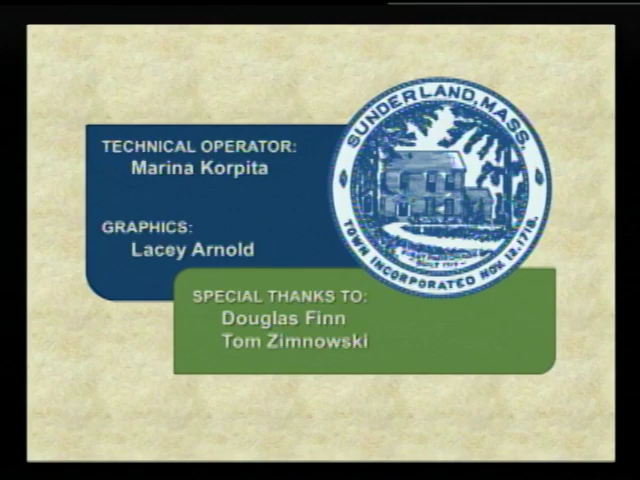 TECHNICAL OPERATOR:
Marina Korpita
GRAPHICS:
Lacey Arnold
SPECIAL THANKS TO:
Douglas Finn
Tom Zimnowski
SUNDERLAND, MASS.
TOWN INCORPORATED NOV. 12, 1718.